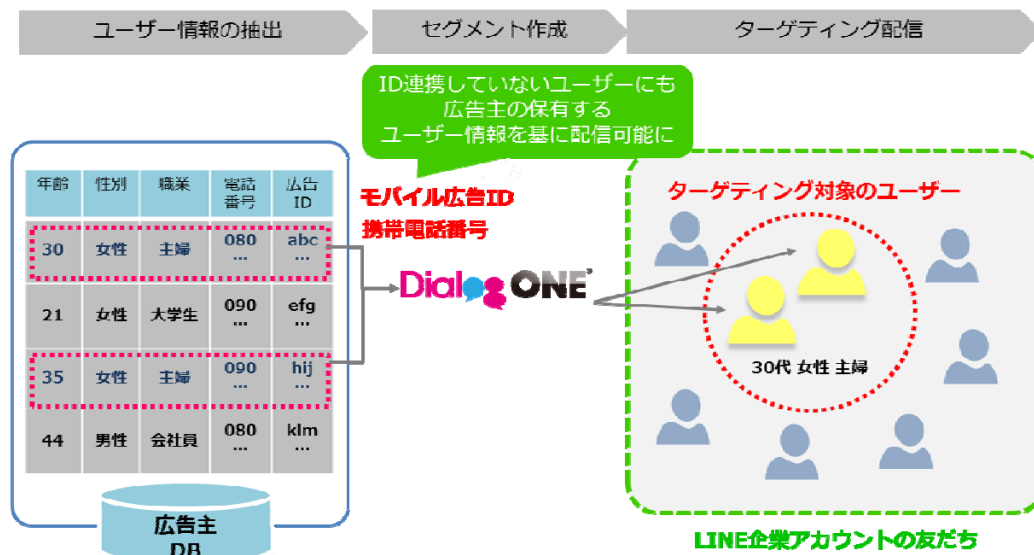 ユーザー情報の抽出
セグメント作成
ターゲティング配信
ID連携していないユーザーにも
広告主の保有する
ユーザー情報を基に配信可能に
年齢 性別 職業 電話番号 広告ID
30 女性 主婦 080... abc...
21 女性 大学生 090... efg...
35 女性 主婦 090... hij...
44 男性 会社員 080... klm...
広告主
DB
モバイル広告ID
携帯電話番号
Dialog ONE
ターゲティング対象のユーザー
30代 女性 主婦
LINE企業アカウントの友だち